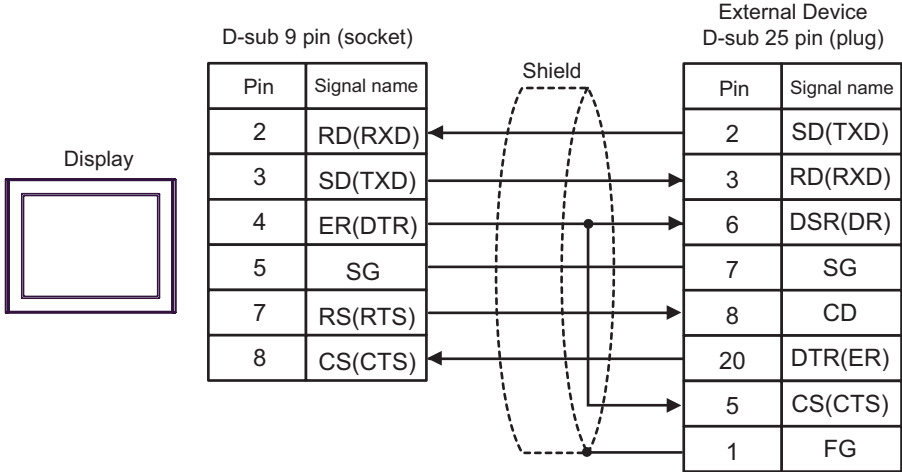 External Device
D-sub 9 pin (socket)
D-sub 25 pin (plug)
Pin Signal name
Shield
Pin Signal name
2 RD(RXD)
2 SD(TXD)
Display
3 SD(TXD)
3 RD(RXD)
4 ER(DTR)
6 DSR(DR)
5 SG
7 SG
7 RS(RTS)
8 CD
8 CS(CTS)
20 DTR(ER)
5 CS(CTS)
1 FG